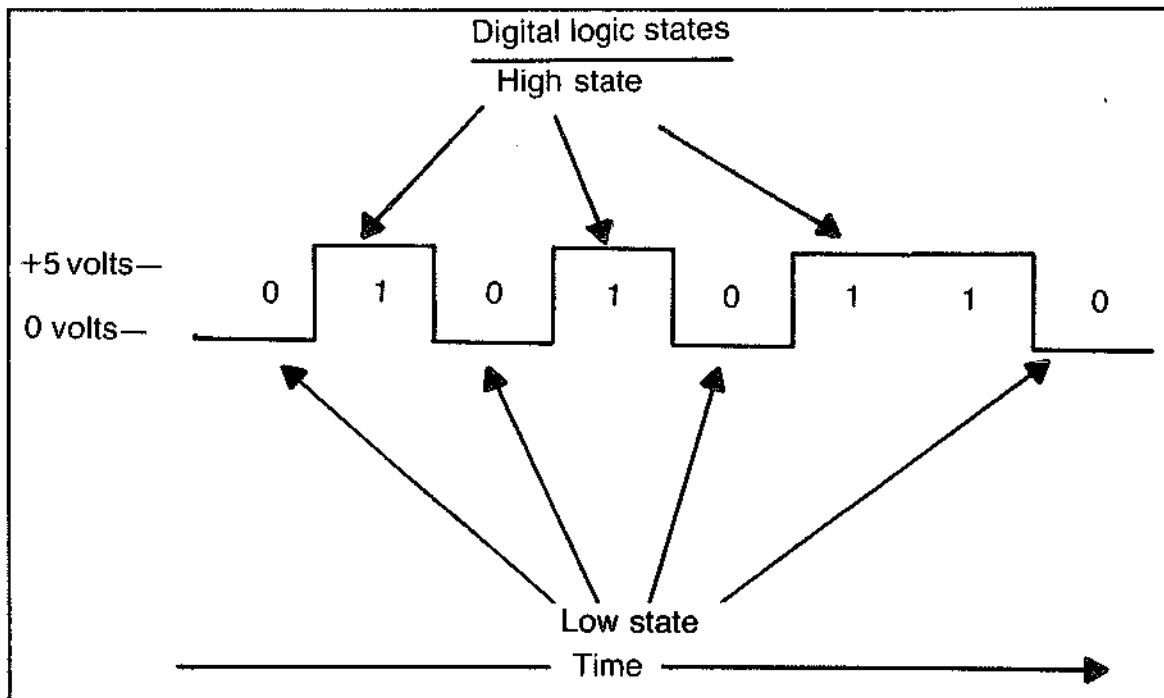 Digital logic states
High state
+5 volts—
0 1 0 1 0 1 1 0
0 volts—
Low state
Time